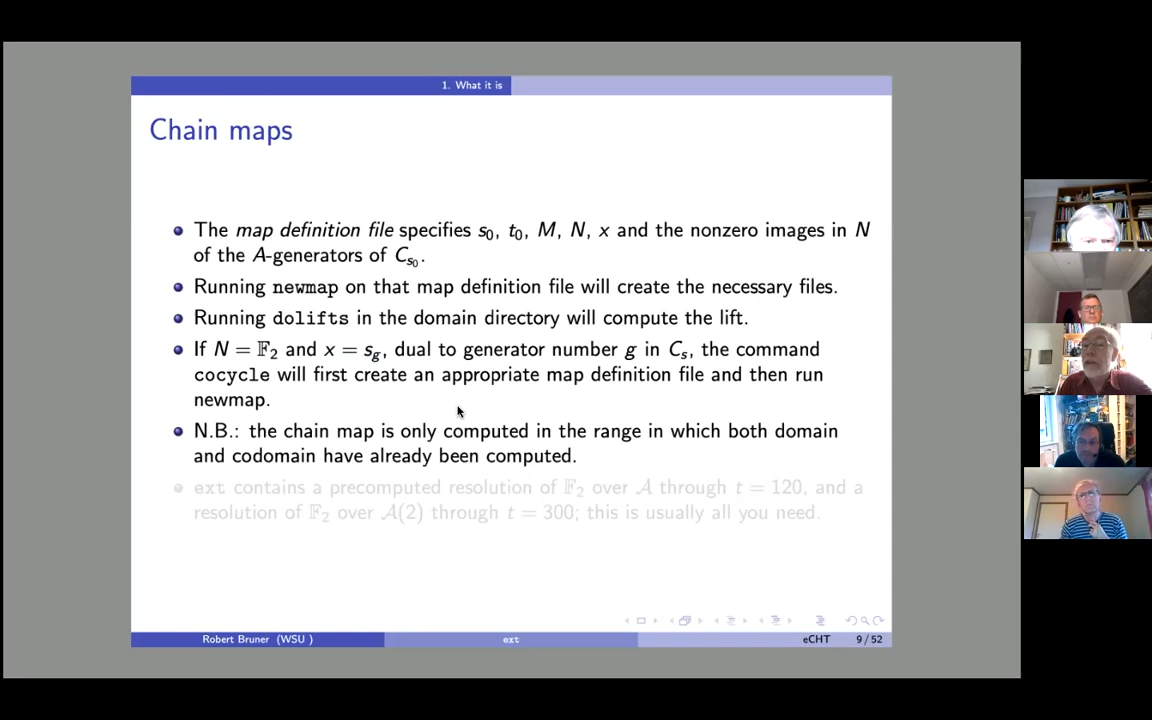 1. What it is
Chain maps
The map definition file specifies s₀, t₀, M, N, x and the nonzero images in N
of the A-generators of Cₛ₀.
Running newmap on that map definition file will create the necessary files.
Running dolifts in the domain directory will compute the lift.
If N = 𝔽₂ and x = s_g, dual to generator number g in Cₛ, the command
cocycle will first create an appropriate map definition file and then run
newmap.
N.B.: the chain map is only computed in the range in which both domain
and codomain have already been computed.
ext contains a precomputed resolution of 𝔽₂ over 𝒜 through t = 120, and a
resolution of 𝔽₂ over 𝒜(2) through t = 300; this is usually all you need.
Robert Bruner (WSU ) ext eCHT 9 / 52